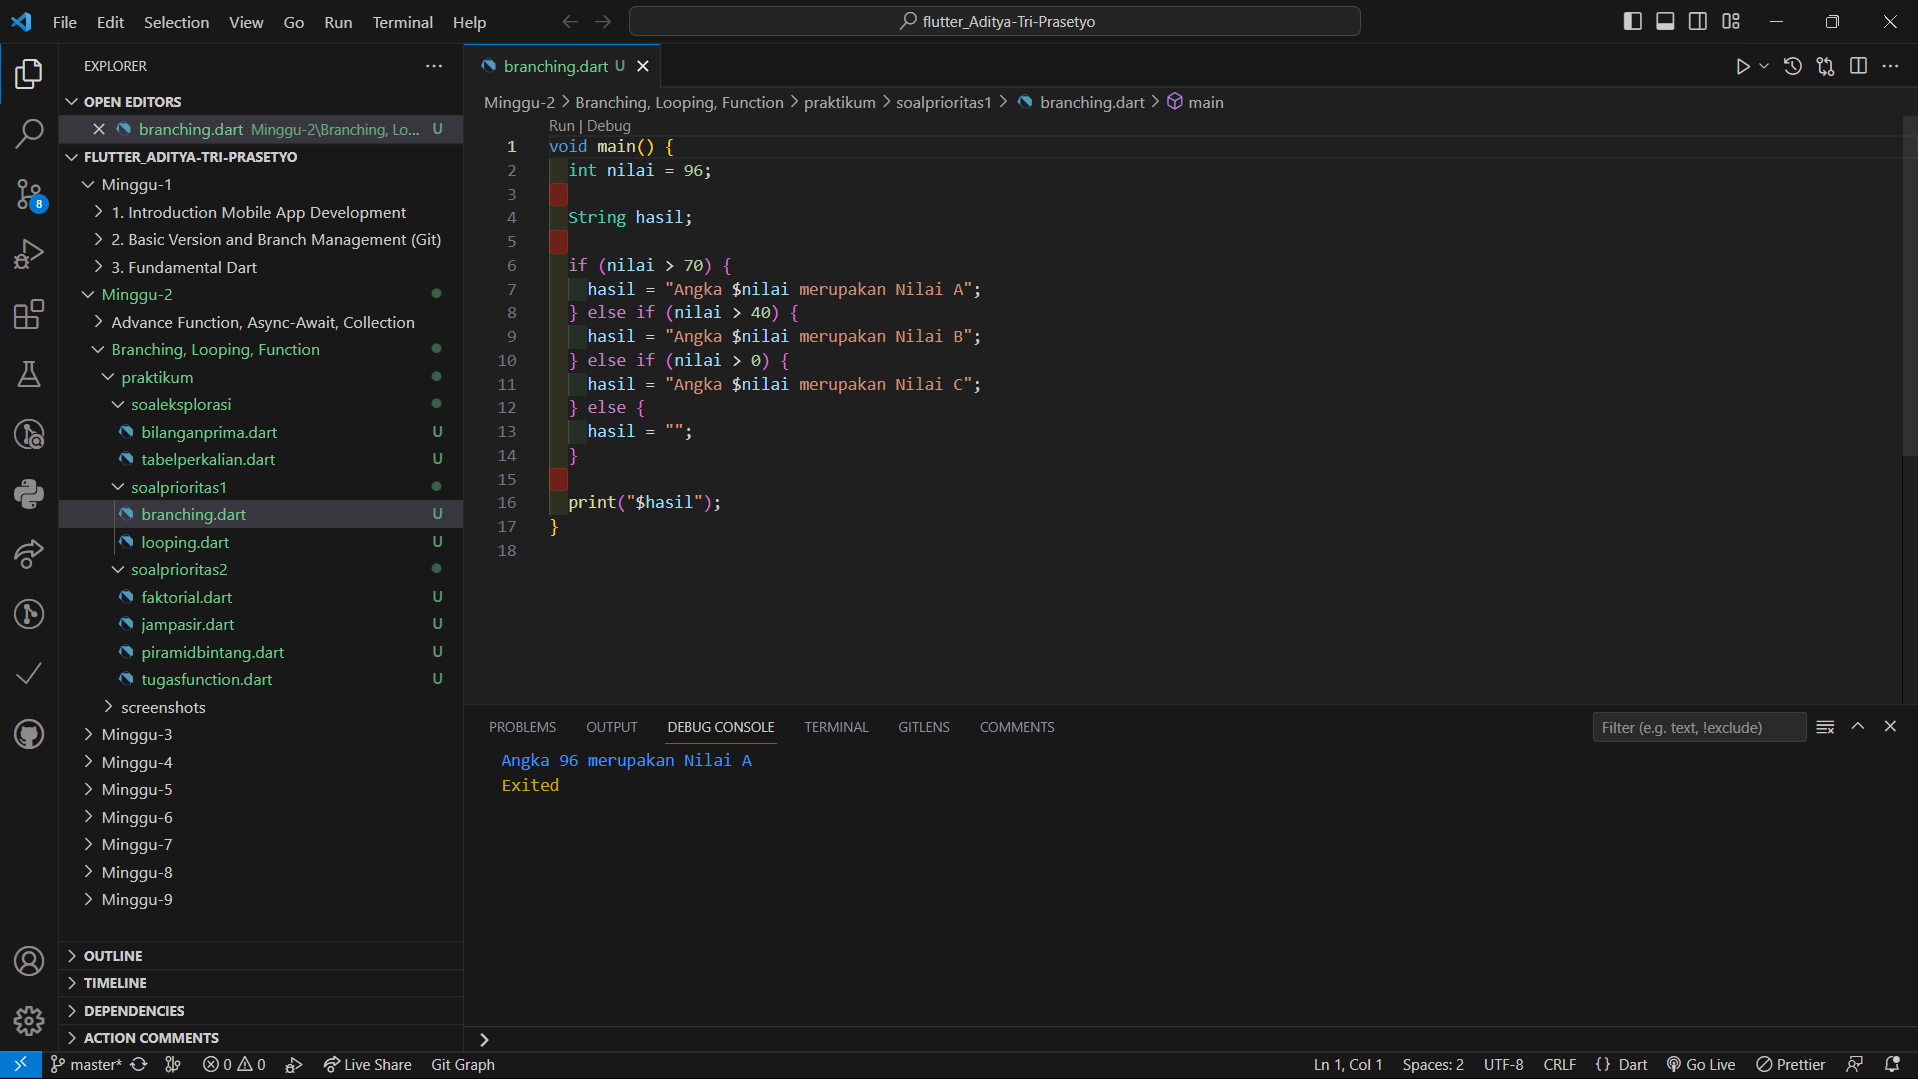 File Edit Selection View Go Run Terminal Help
flutter_Aditya-Tri-Prasetyo
EXPLORER
OPEN EDITORS
branching.dart Minggu-2\Branching, Lo... U
FLUTTER_ADITYA-TRI-PRASETYO
Minggu-1
1. Introduction Mobile App Development
2. Basic Version and Branch Management (Git)
3. Fundamental Dart
Minggu-2
Advance Function, Async-Await, Collection
Branching, Looping, Function
praktikum
soaleksplorasi
bilanganprima.dart U
tabelperkalian.dart U
soalprioritas1
branching.dart U
looping.dart U
soalprioritas2
faktorial.dart U
jampasir.dart U
piramidbintang.dart U
tugasfunction.dart U
screenshots
Minggu-3
Minggu-4
Minggu-5
Minggu-6
Minggu-7
Minggu-8
Minggu-9
OUTLINE
TIMELINE
DEPENDENCIES
ACTION COMMENTS
8
branching.dart U
Minggu-2 > Branching, Looping, Function > praktikum > soalprioritas1 > branching.dart > main
Run | Debug
1 void main() {
2 int nilai = 96;
3
4 String hasil;
5
6 if (nilai > 70) {
7 hasil = "Angka $nilai merupakan Nilai A";
8 } else if (nilai > 40) {
9 hasil = "Angka $nilai merupakan Nilai B";
10 } else if (nilai > 0) {
11 hasil = "Angka $nilai merupakan Nilai C";
12 } else {
13 hasil = "";
14 }
15
16 print("$hasil");
17 }
18
PROBLEMS OUTPUT DEBUG CONSOLE TERMINAL GITLENS COMMENTS
Filter (e.g. text, !exclude)
Angka 96 merupakan Nilai A
Exited
master* 0 0 Live Share Git Graph
Ln 1, Col 1 Spaces: 2 UTF-8 CRLF {} Dart Go Live Prettier